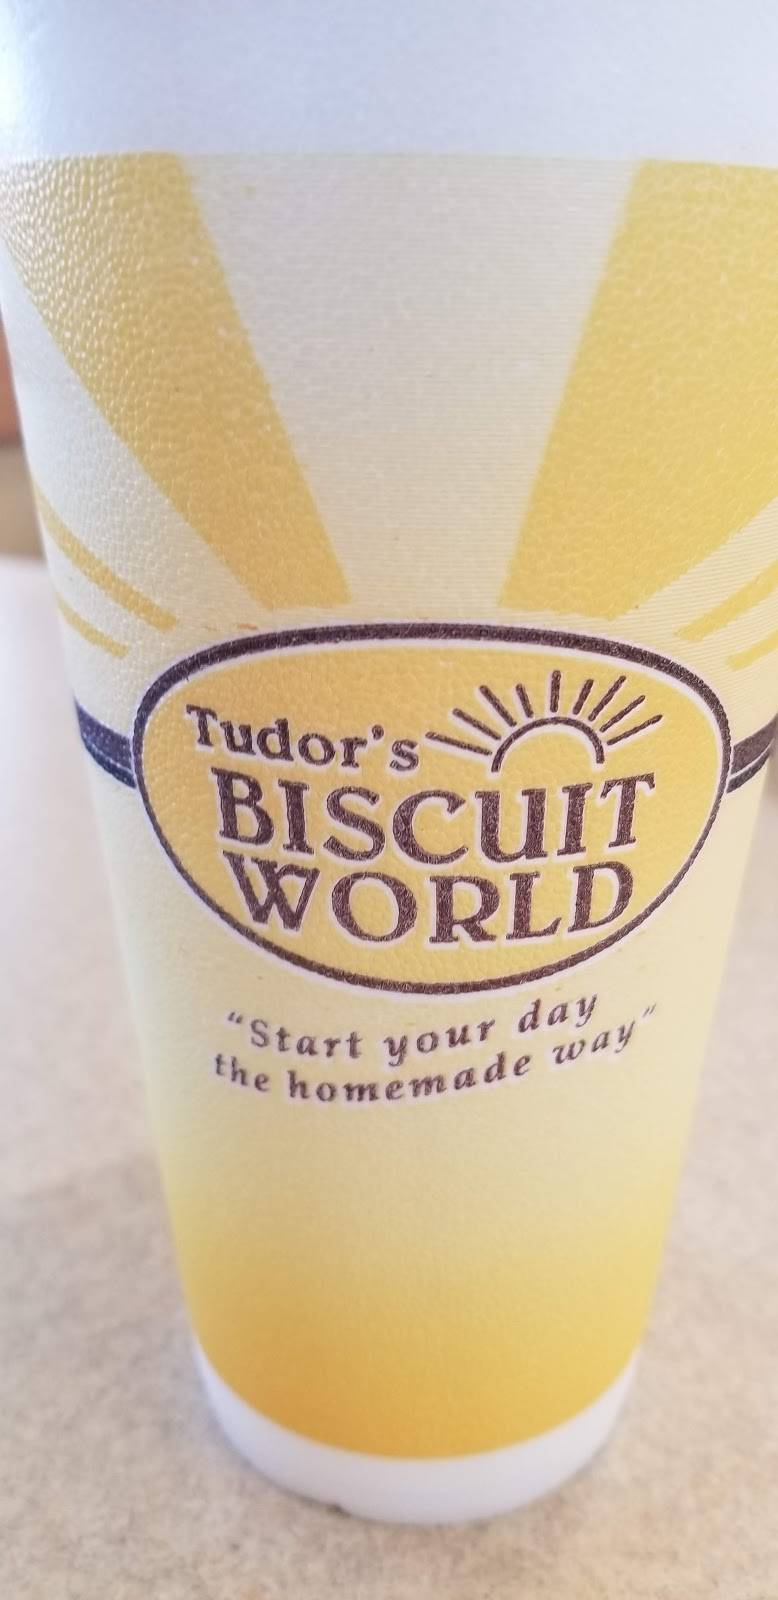 Tudor's
BISCUIT
WORLD
"Start your day
the homemade way"